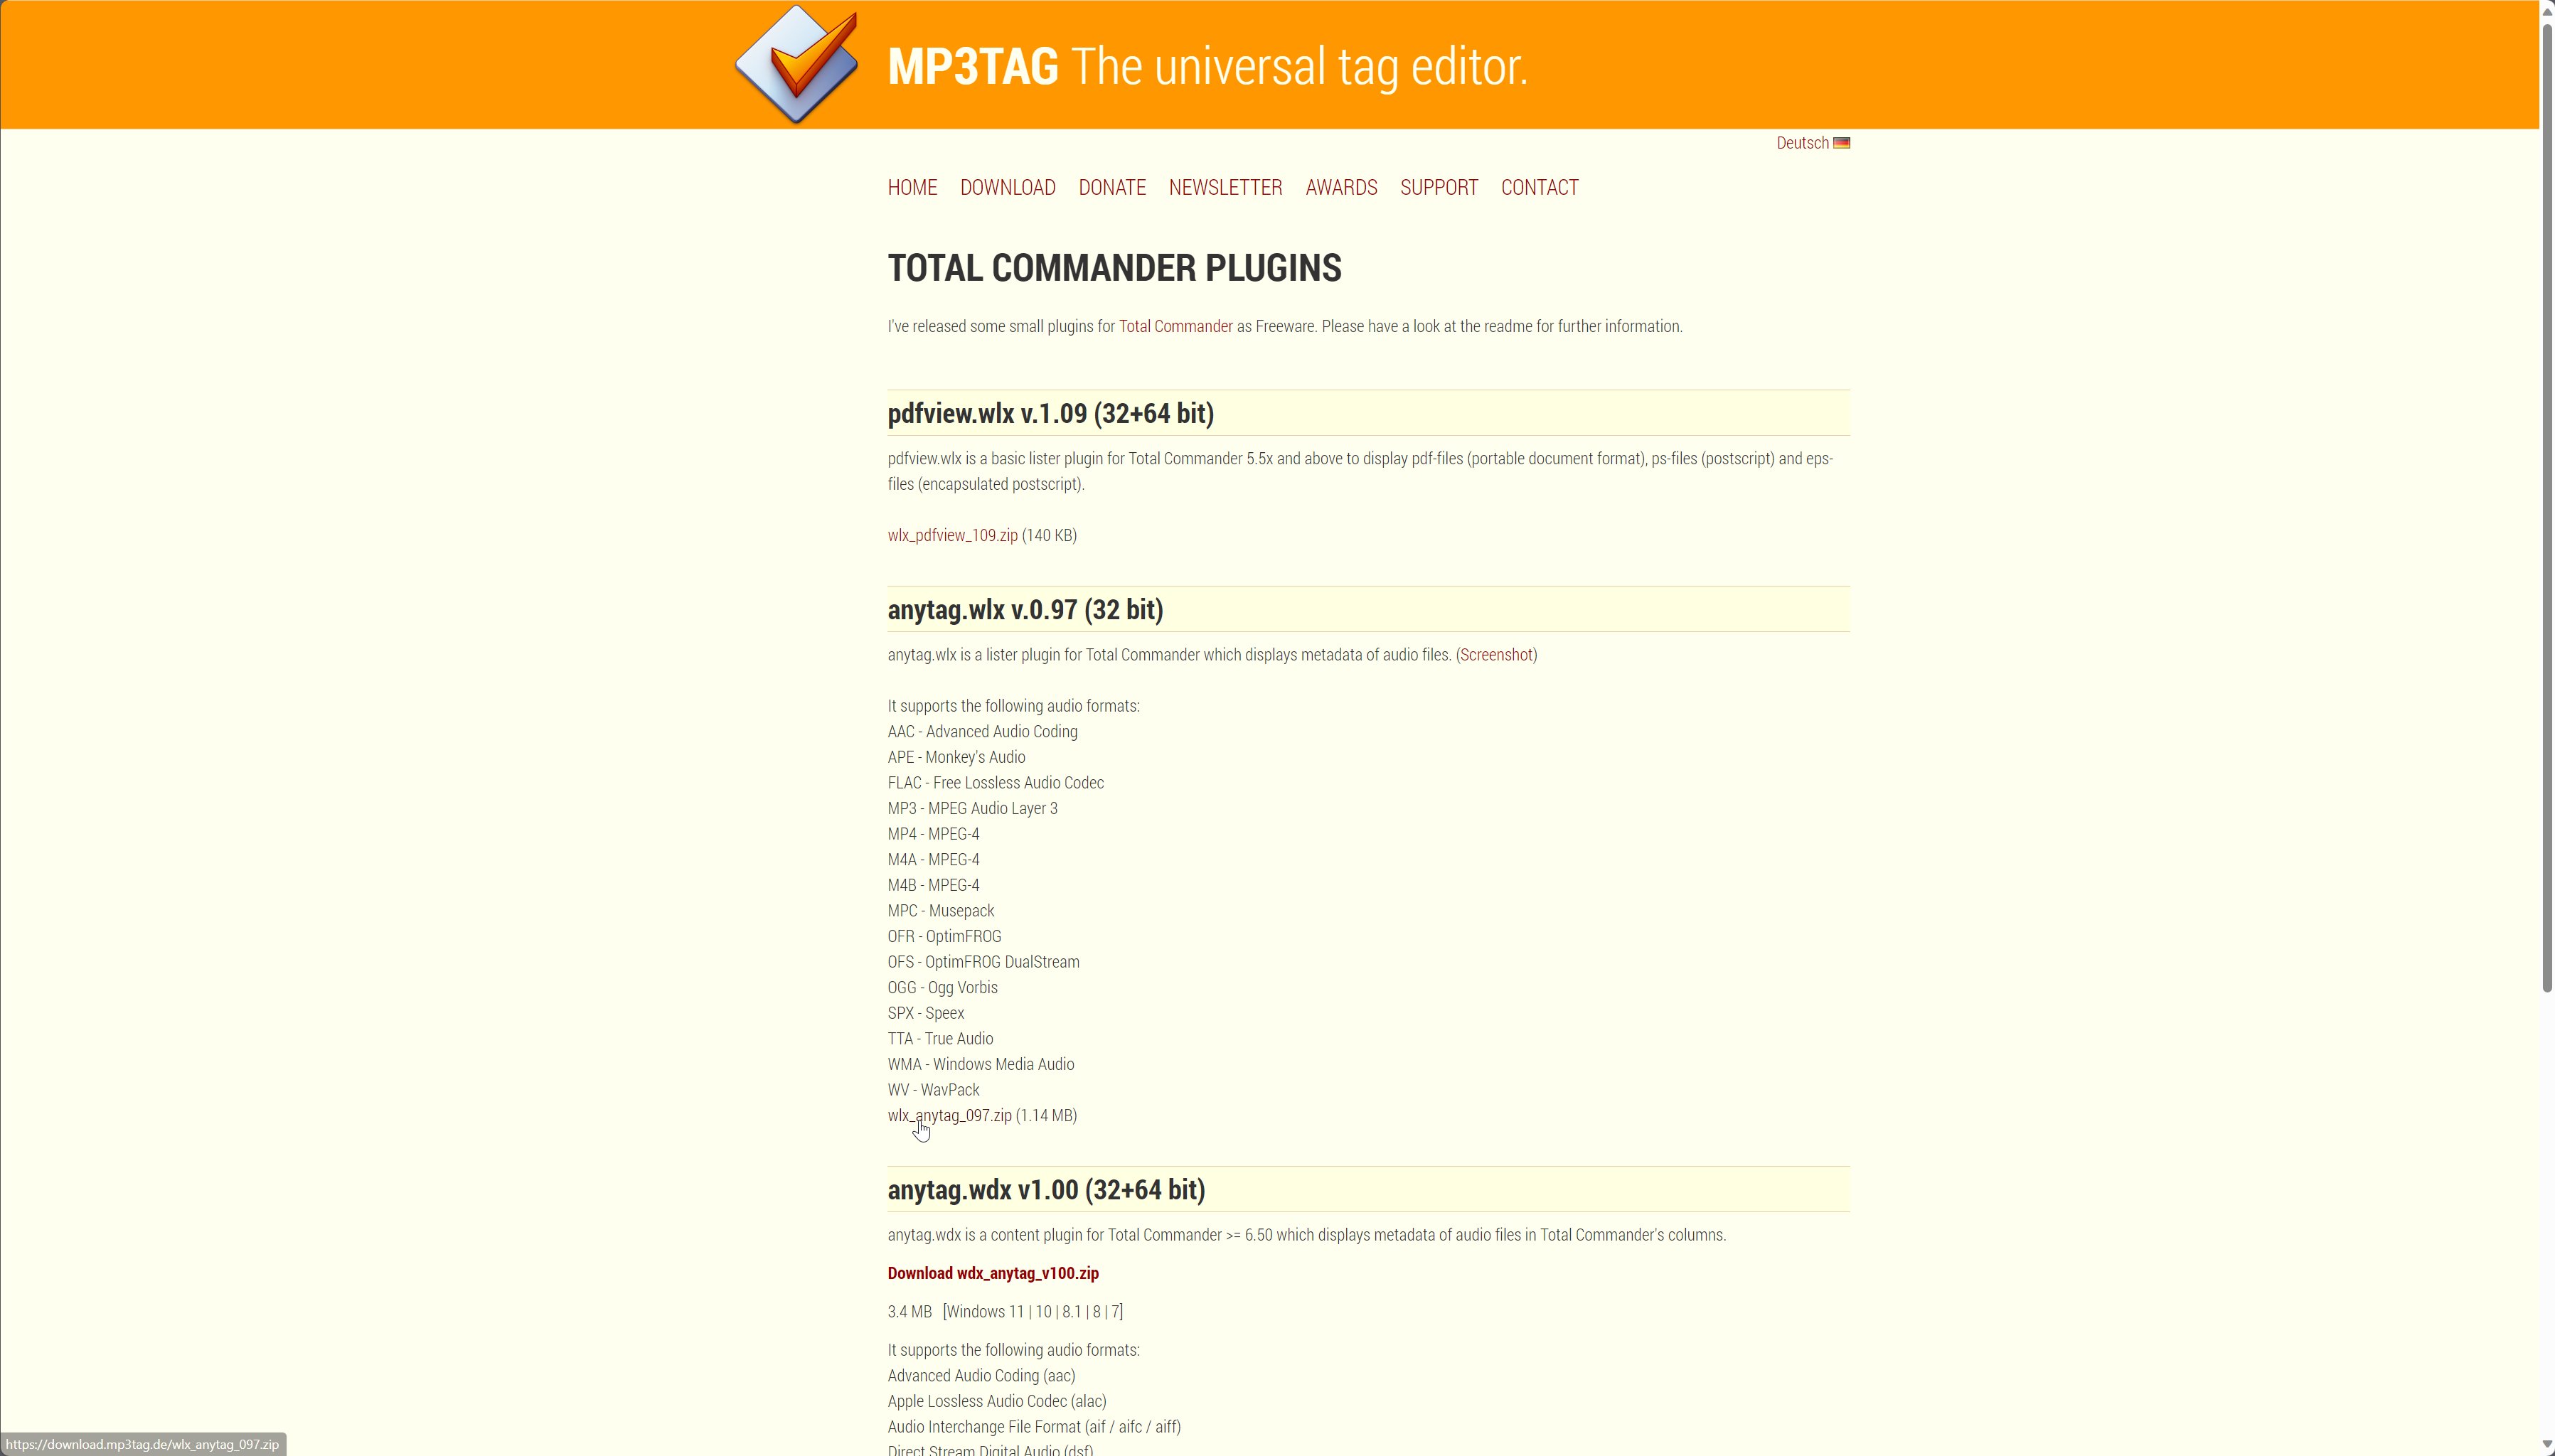 MP3TAG The universal tag editor.
Deutsch
HOME DOWNLOAD DONATE NEWSLETTER AWARDS SUPPORT CONTACT
TOTAL COMMANDER PLUGINS
I've released some small plugins for Total Commander as Freeware. Please have a look at the readme for further information.
pdfview.wlx v.1.09 (32+64 bit)
pdfview.wlx is a basic lister plugin for Total Commander 5.5x and above to display pdf-files (portable document format), ps-files (postscript) and eps-
files (encapsulated postscript).
wlx_pdfview_109.zip (140 KB)
anytag.wlx v.0.97 (32 bit)
anytag.wlx is a lister plugin for Total Commander which displays metadata of audio files. (Screenshot)
It supports the following audio formats:
AAC - Advanced Audio Coding
APE - Monkey's Audio
FLAC - Free Lossless Audio Codec
MP3 - MPEG Audio Layer 3
MP4 - MPEG-4
M4A - MPEG-4
M4B - MPEG-4
MPC - Musepack
OFR - OptimFROG
OFS - OptimFROG DualStream
OGG - Ogg Vorbis
SPX - Speex
TTA - True Audio
WMA - Windows Media Audio
WV - WavPack
wlx_anytag_097.zip (1.14 MB)
anytag.wdx v1.00 (32+64 bit)
anytag.wdx is a content plugin for Total Commander >= 6.50 which displays metadata of audio files in Total Commander's columns.
Download wdx_anytag_v100.zip
3.4 MB [Windows 11 | 10 | 8.1 | 8 | 7]
It supports the following audio formats:
Advanced Audio Coding (aac)
Apple Lossless Audio Codec (alac)
Audio Interchange File Format (aif / aifc / aiff)
Direct Stream Digital Audio (dsf)
https://download.mp3tag.de/wlx_anytag_097.zip